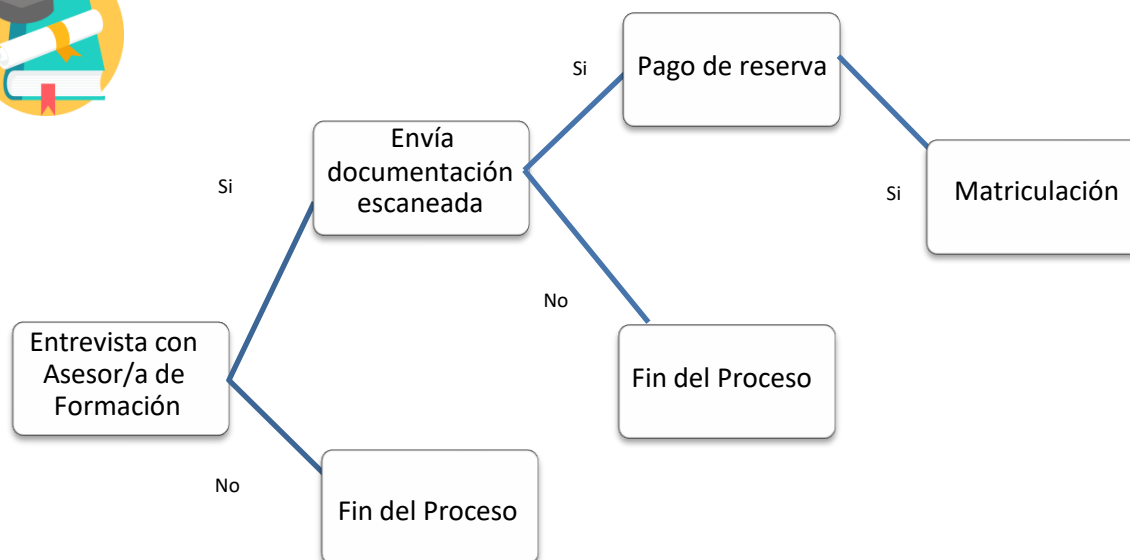 Si
Pago de reserva
Envía
documentación
escaneada
Si
Si
Matriculación
No
Entrevista con
Asesor/a de
Formación
Fin del Proceso
No
Fin del Proceso